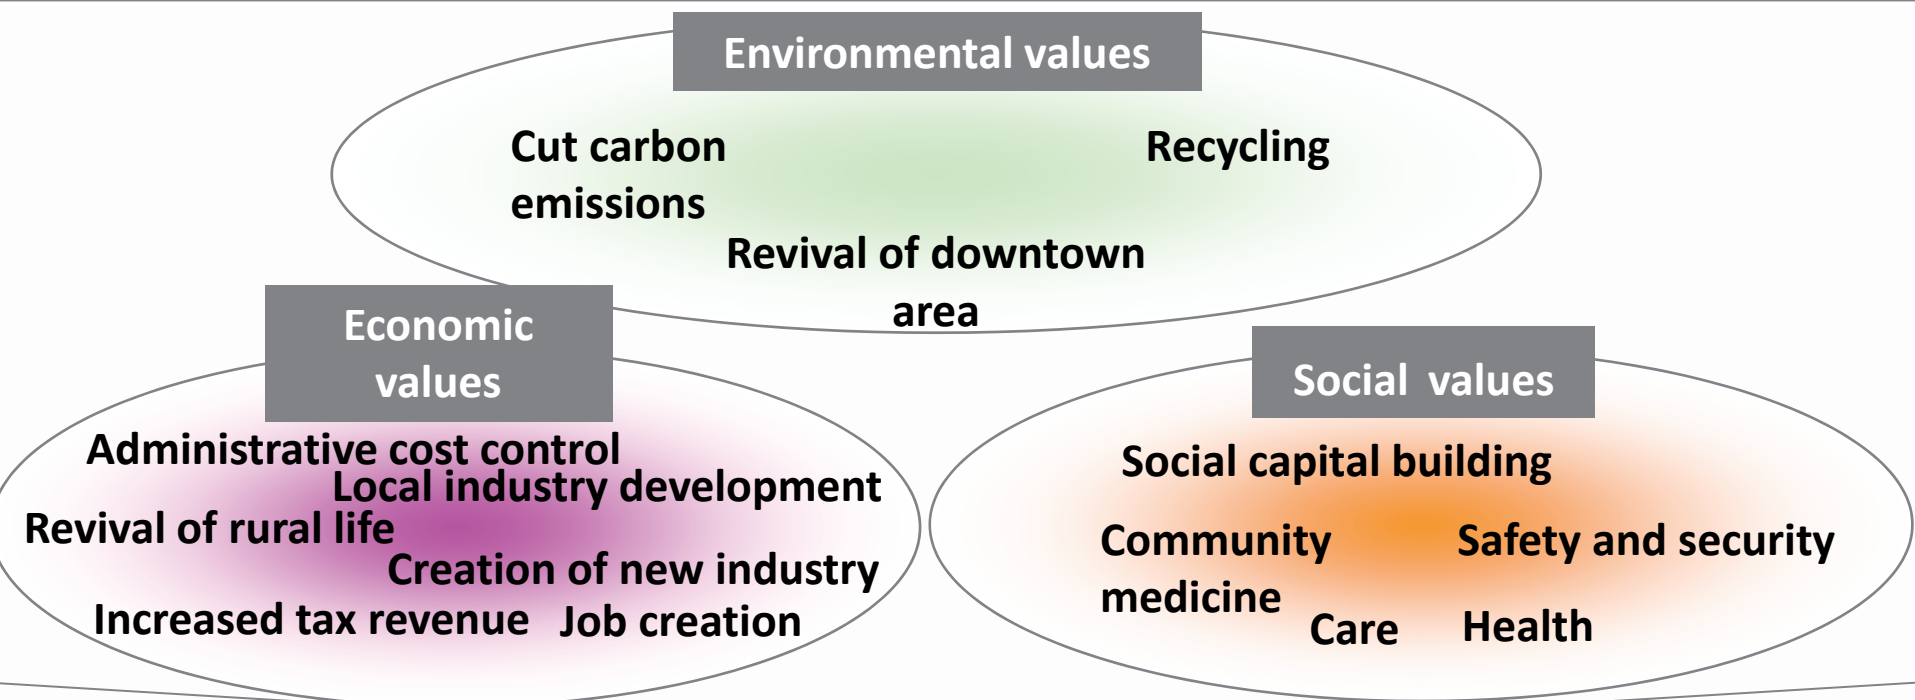 Environmental values
Cut carbon
emissions
Recycling
Revival of downtown
area
Economic
values
Administrative cost control
Local industry development
Revival of rural life
Creation of new industry
Increased tax revenue
Job creation
Social values
Social capital building
Community
medicine
Safety and security
Care
Health